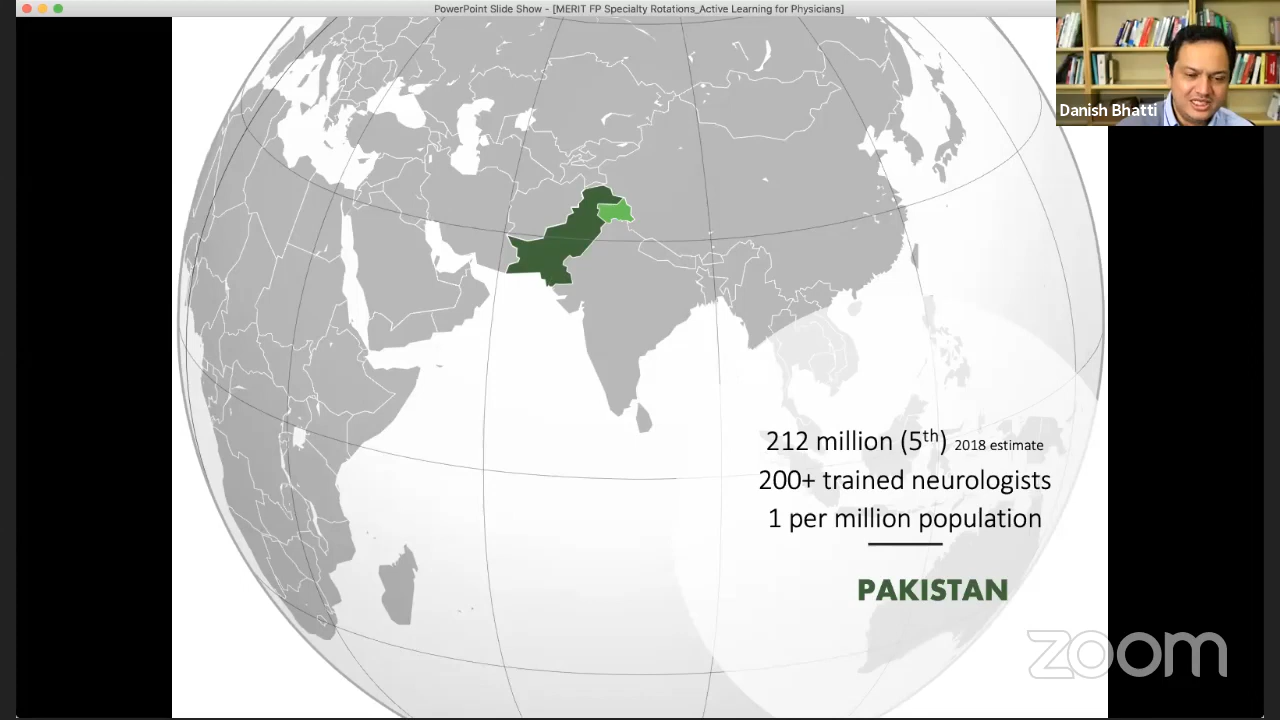 PowerPoint Slide Show - [MERIT FP Specialty Rotations_Active Learning for Physicians]
Danish Bhatti
212 million (5th) 2018 estimate
200+ trained neurologists
1 per million population
PAKISTAN
zoom